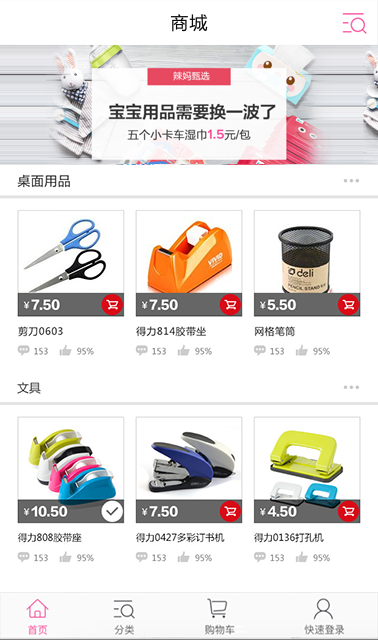 商城
辣妈甄选
宝宝用品需要换一波了
五个小卡车湿巾1.5元/包
桌面用品
VIVID
deli
PENCIL STAND
¥7.50
¥7.50
¥5.50
剪刀0603
得力814胶带坐
网格笔筒
153 95%
153 95%
153 95%
文具
¥10.50
¥7.50
¥4.50
得力808胶带座
得力0427多彩订书机
得力0136打孔机
153 95%
153 95%
153 95%
首页
分类
购物车
快速登录